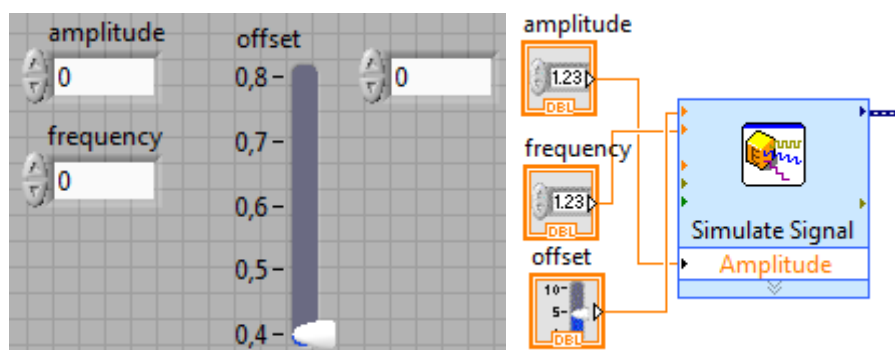 amplitude
0
frequency
0
offset
0,8
0,7
0,6
0,5
0,4
0
amplitude
1.23
DBL
frequency
1.23
DBL
offset
10
5
DBL
Simulate Signal
Amplitude